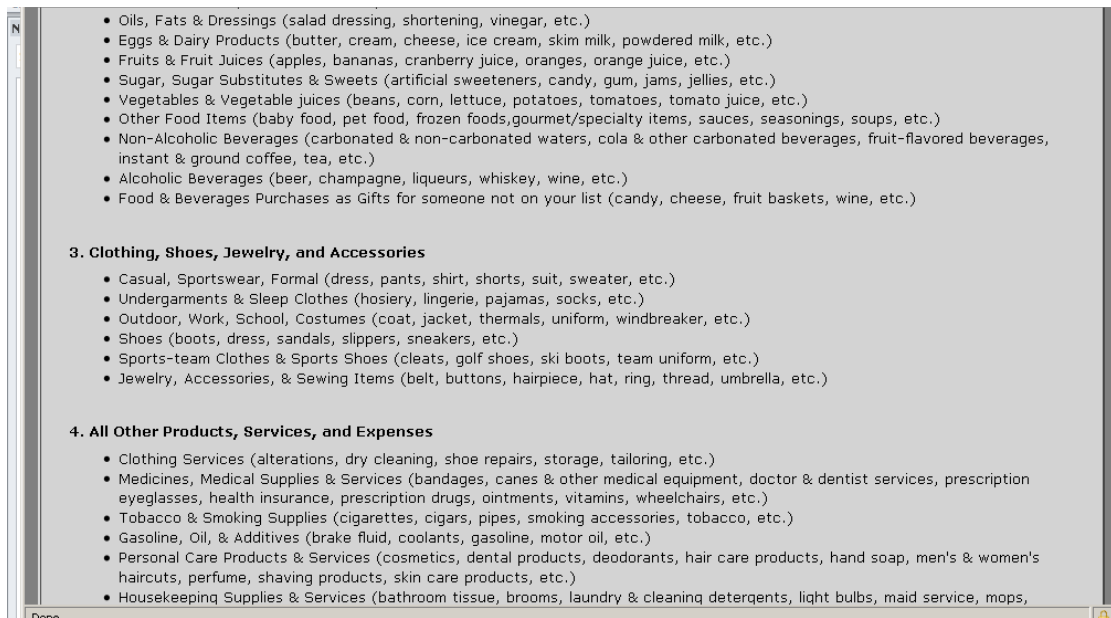 N
• Oils, Fats & Dressings (salad dressing, shortening, vinegar, etc.)
• Eggs & Dairy Products (butter, cream, cheese, ice cream, skim milk, powdered milk, etc.)
• Fruits & Fruit Juices (apples, bananas, cranberry juice, oranges, orange juice, etc.)
• Sugar, Sugar Substitutes & Sweets (artificial sweeteners, candy, gum, jams, jellies, etc.)
• Vegetables & Vegetable juices (beans, corn, lettuce, potatoes, tomatoes, tomato juice, etc.)
• Other Food Items (baby food, pet food, frozen foods,gourmet/specialty items, sauces, seasonings, soups, etc.)
• Non-Alcoholic Beverages (carbonated & non-carbonated waters, cola & other carbonated beverages, fruit-flavored beverages,
instant & ground coffee, tea, etc.)
• Alcoholic Beverages (beer, champagne, liqueurs, whiskey, wine, etc.)
• Food & Beverages Purchases as Gifts for someone not on your list (candy, cheese, fruit baskets, wine, etc.)
3. Clothing, Shoes, Jewelry, and Accessories
• Casual, Sportswear, Formal (dress, pants, shirt, shorts, suit, sweater, etc.)
• Undergarments & Sleep Clothes (hosiery, lingerie, pajamas, socks, etc.)
• Outdoor, Work, School, Costumes (coat, jacket, thermals, uniform, windbreaker, etc.)
• Shoes (boots, dress, sandals, slippers, sneakers, etc.)
• Sports-team Clothes & Sports Shoes (cleats, golf shoes, ski boots, team uniform, etc.)
• Jewelry, Accessories, & Sewing Items (belt, buttons, hairpiece, hat, ring, thread, umbrella, etc.)
4. All Other Products, Services, and Expenses
• Clothing Services (alterations, dry cleaning, shoe repairs, storage, tailoring, etc.)
• Medicines, Medical Supplies & Services (bandages, canes & other medical equipment, doctor & dentist services, prescription
eyeglasses, health insurance, prescription drugs, ointments, vitamins, wheelchairs, etc.)
• Tobacco & Smoking Supplies (cigarettes, cigars, pipes, smoking accessories, tobacco, etc.)
• Gasoline, Oil, & Additives (brake fluid, coolants, gasoline, motor oil, etc.)
• Personal Care Products & Services (cosmetics, dental products, deodorants, hair care products, hand soap, men's & women's
haircuts, perfume, shaving products, skin care products, etc.)
• Housekeeping Supplies & Services (bathroom tissue, brooms, laundry & cleaning detergents, light bulbs, maid service, mops,
Done